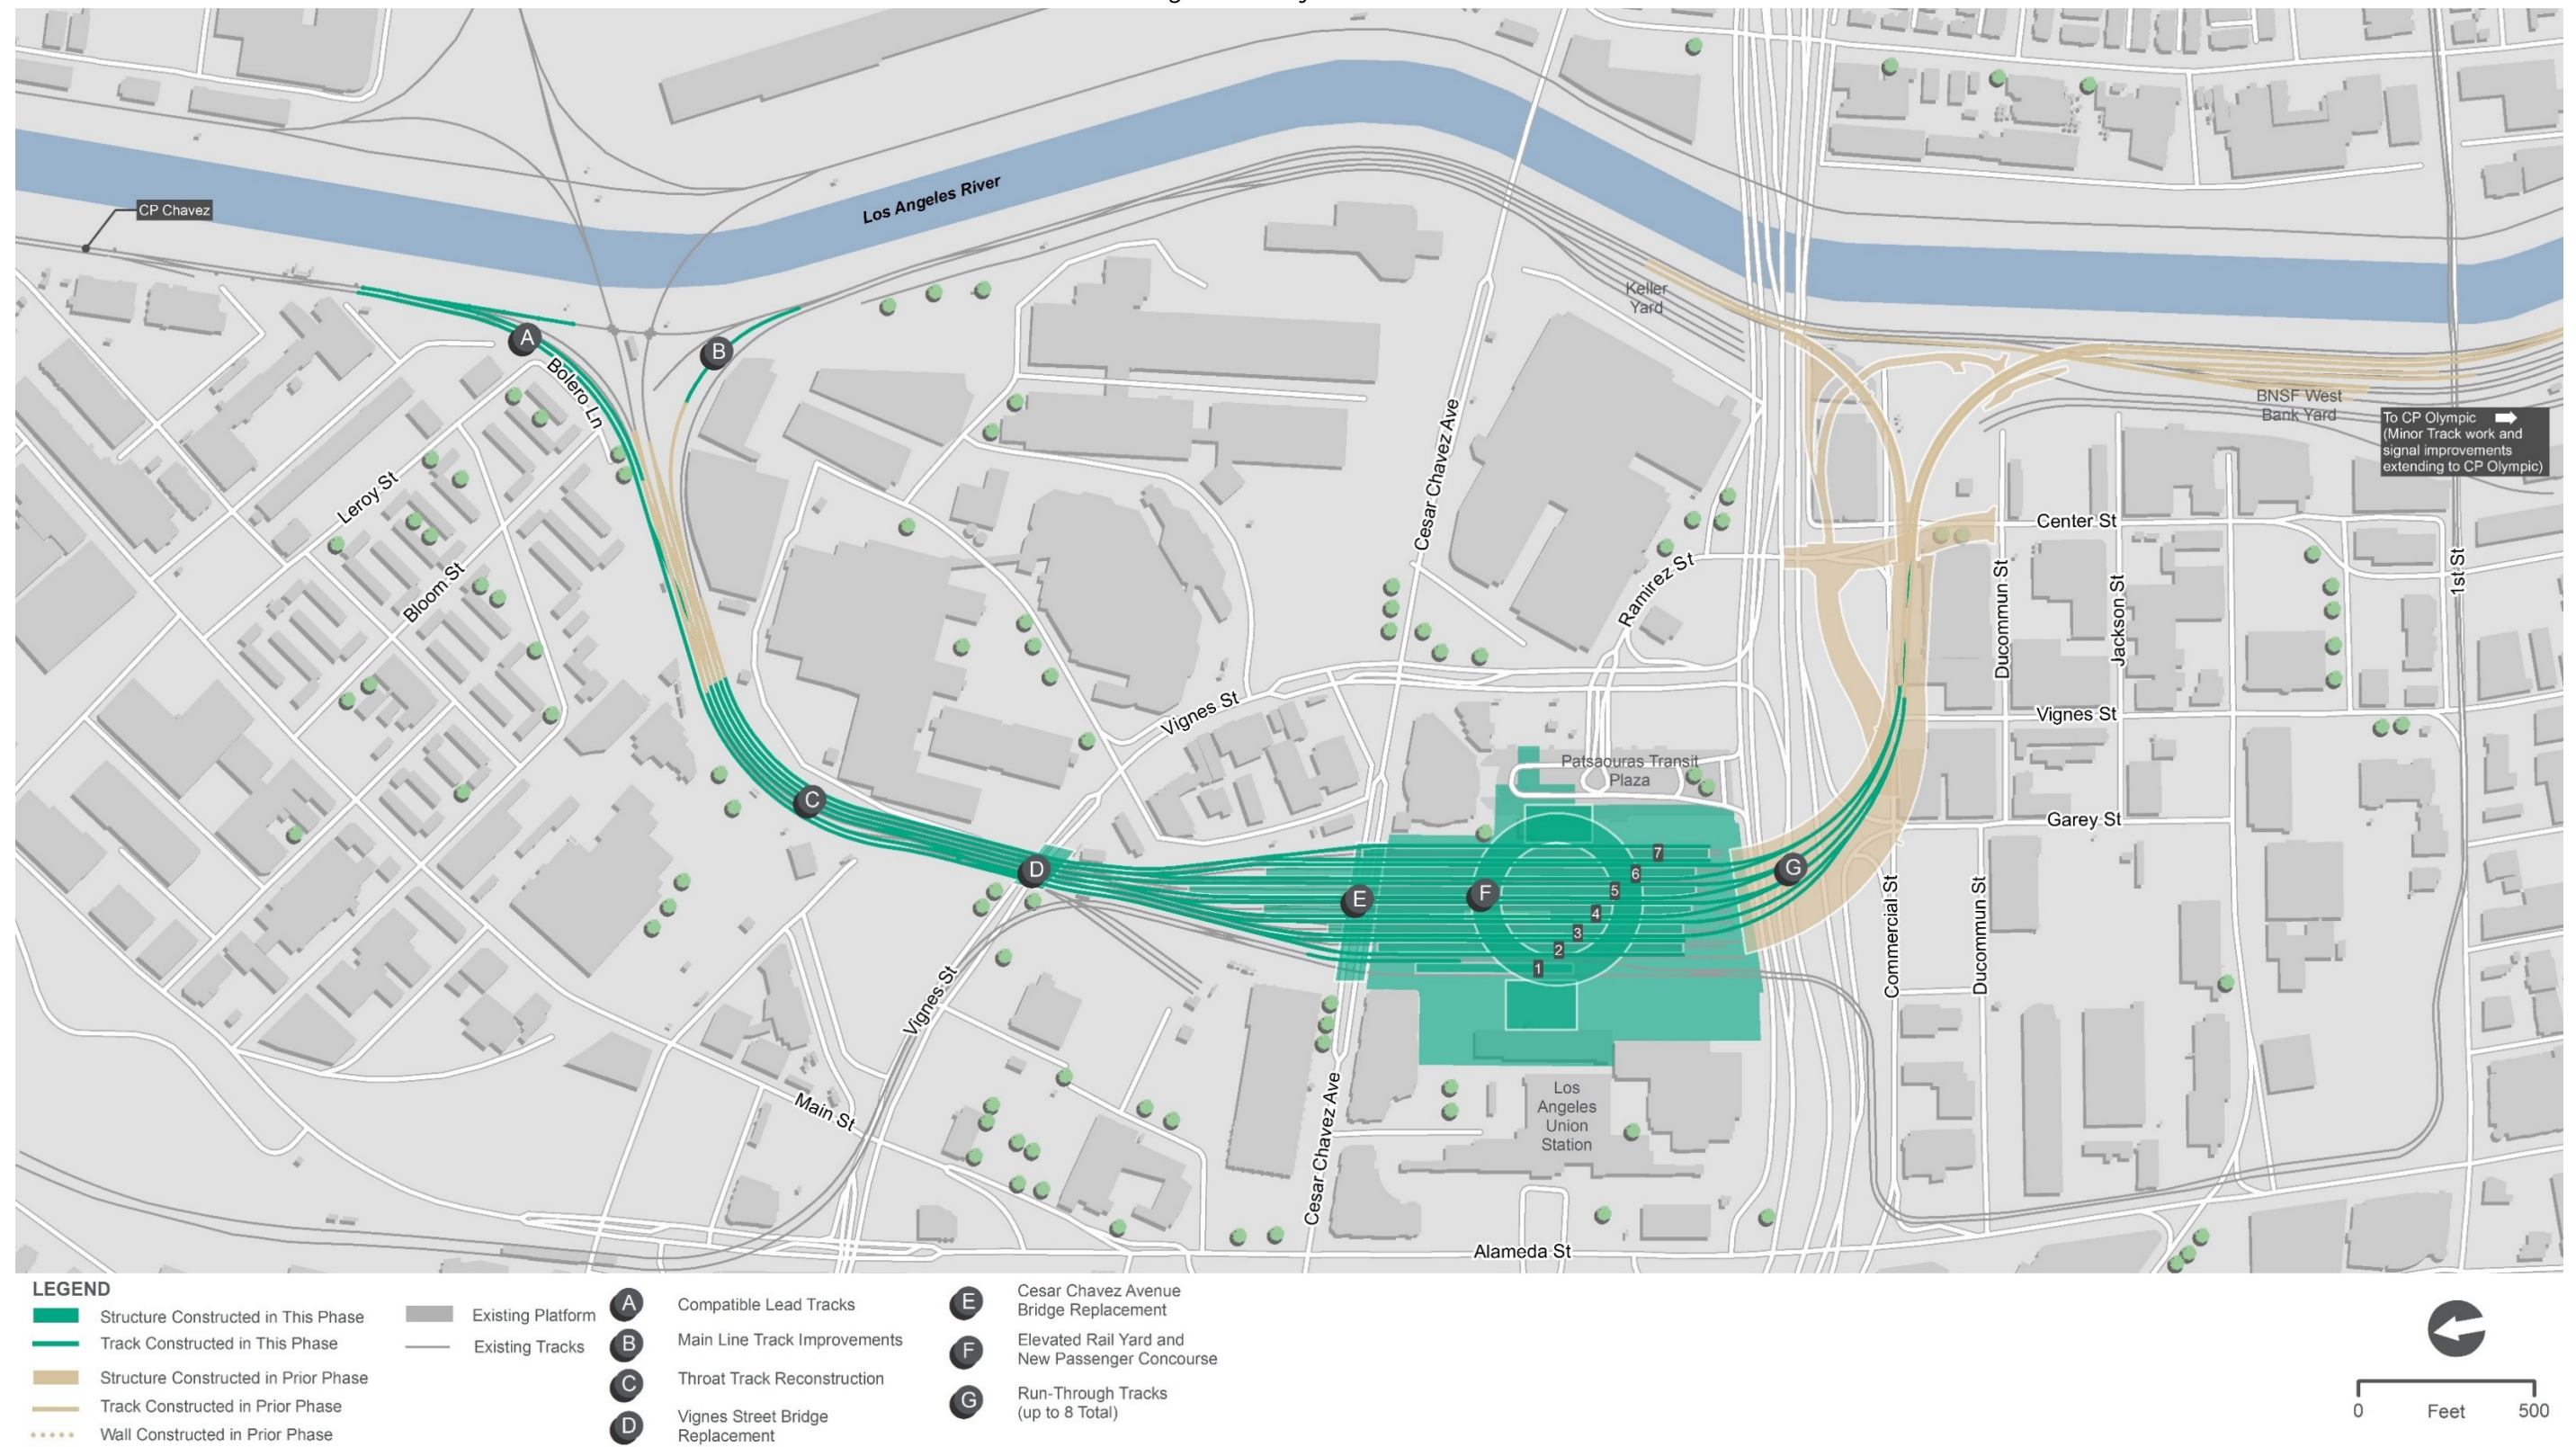 Los Angeles River
CP Chavez
Keller
Yard
A
B
Bolero Ln
BNSF West
Bank Yard
To CP Olympic
(Minor Track work and
signal improvements
extending to CP Olympic)
Cesar Chavez Ave
Leroy St
Bloom St
Ramirez St
Center St
Ducommun St
Jackson St
1st St
Vignes St
Vignes St
Patsaouras Transit
Plaza
C
Garey St
D
E
F
G
7
6
5
4
3
2
1
Vignes St
Commercial St
Ducommun St
Main St
Cesar Chavez Ave
Los
Angeles
Union
Station
Alameda St
LEGEND
Structure Constructed in This Phase
Track Constructed in This Phase
Structure Constructed in Prior Phase
Track Constructed in Prior Phase
Wall Constructed in Prior Phase
Existing Platform
Existing Tracks
A Compatible Lead Tracks
B Main Line Track Improvements
C Throat Track Reconstruction
D Vignes Street Bridge
Replacement
E Cesar Chavez Avenue
Bridge Replacement
F Elevated Rail Yard and
New Passenger Concourse
G Run-Through Tracks
(up to 8 Total)
0 Feet 500